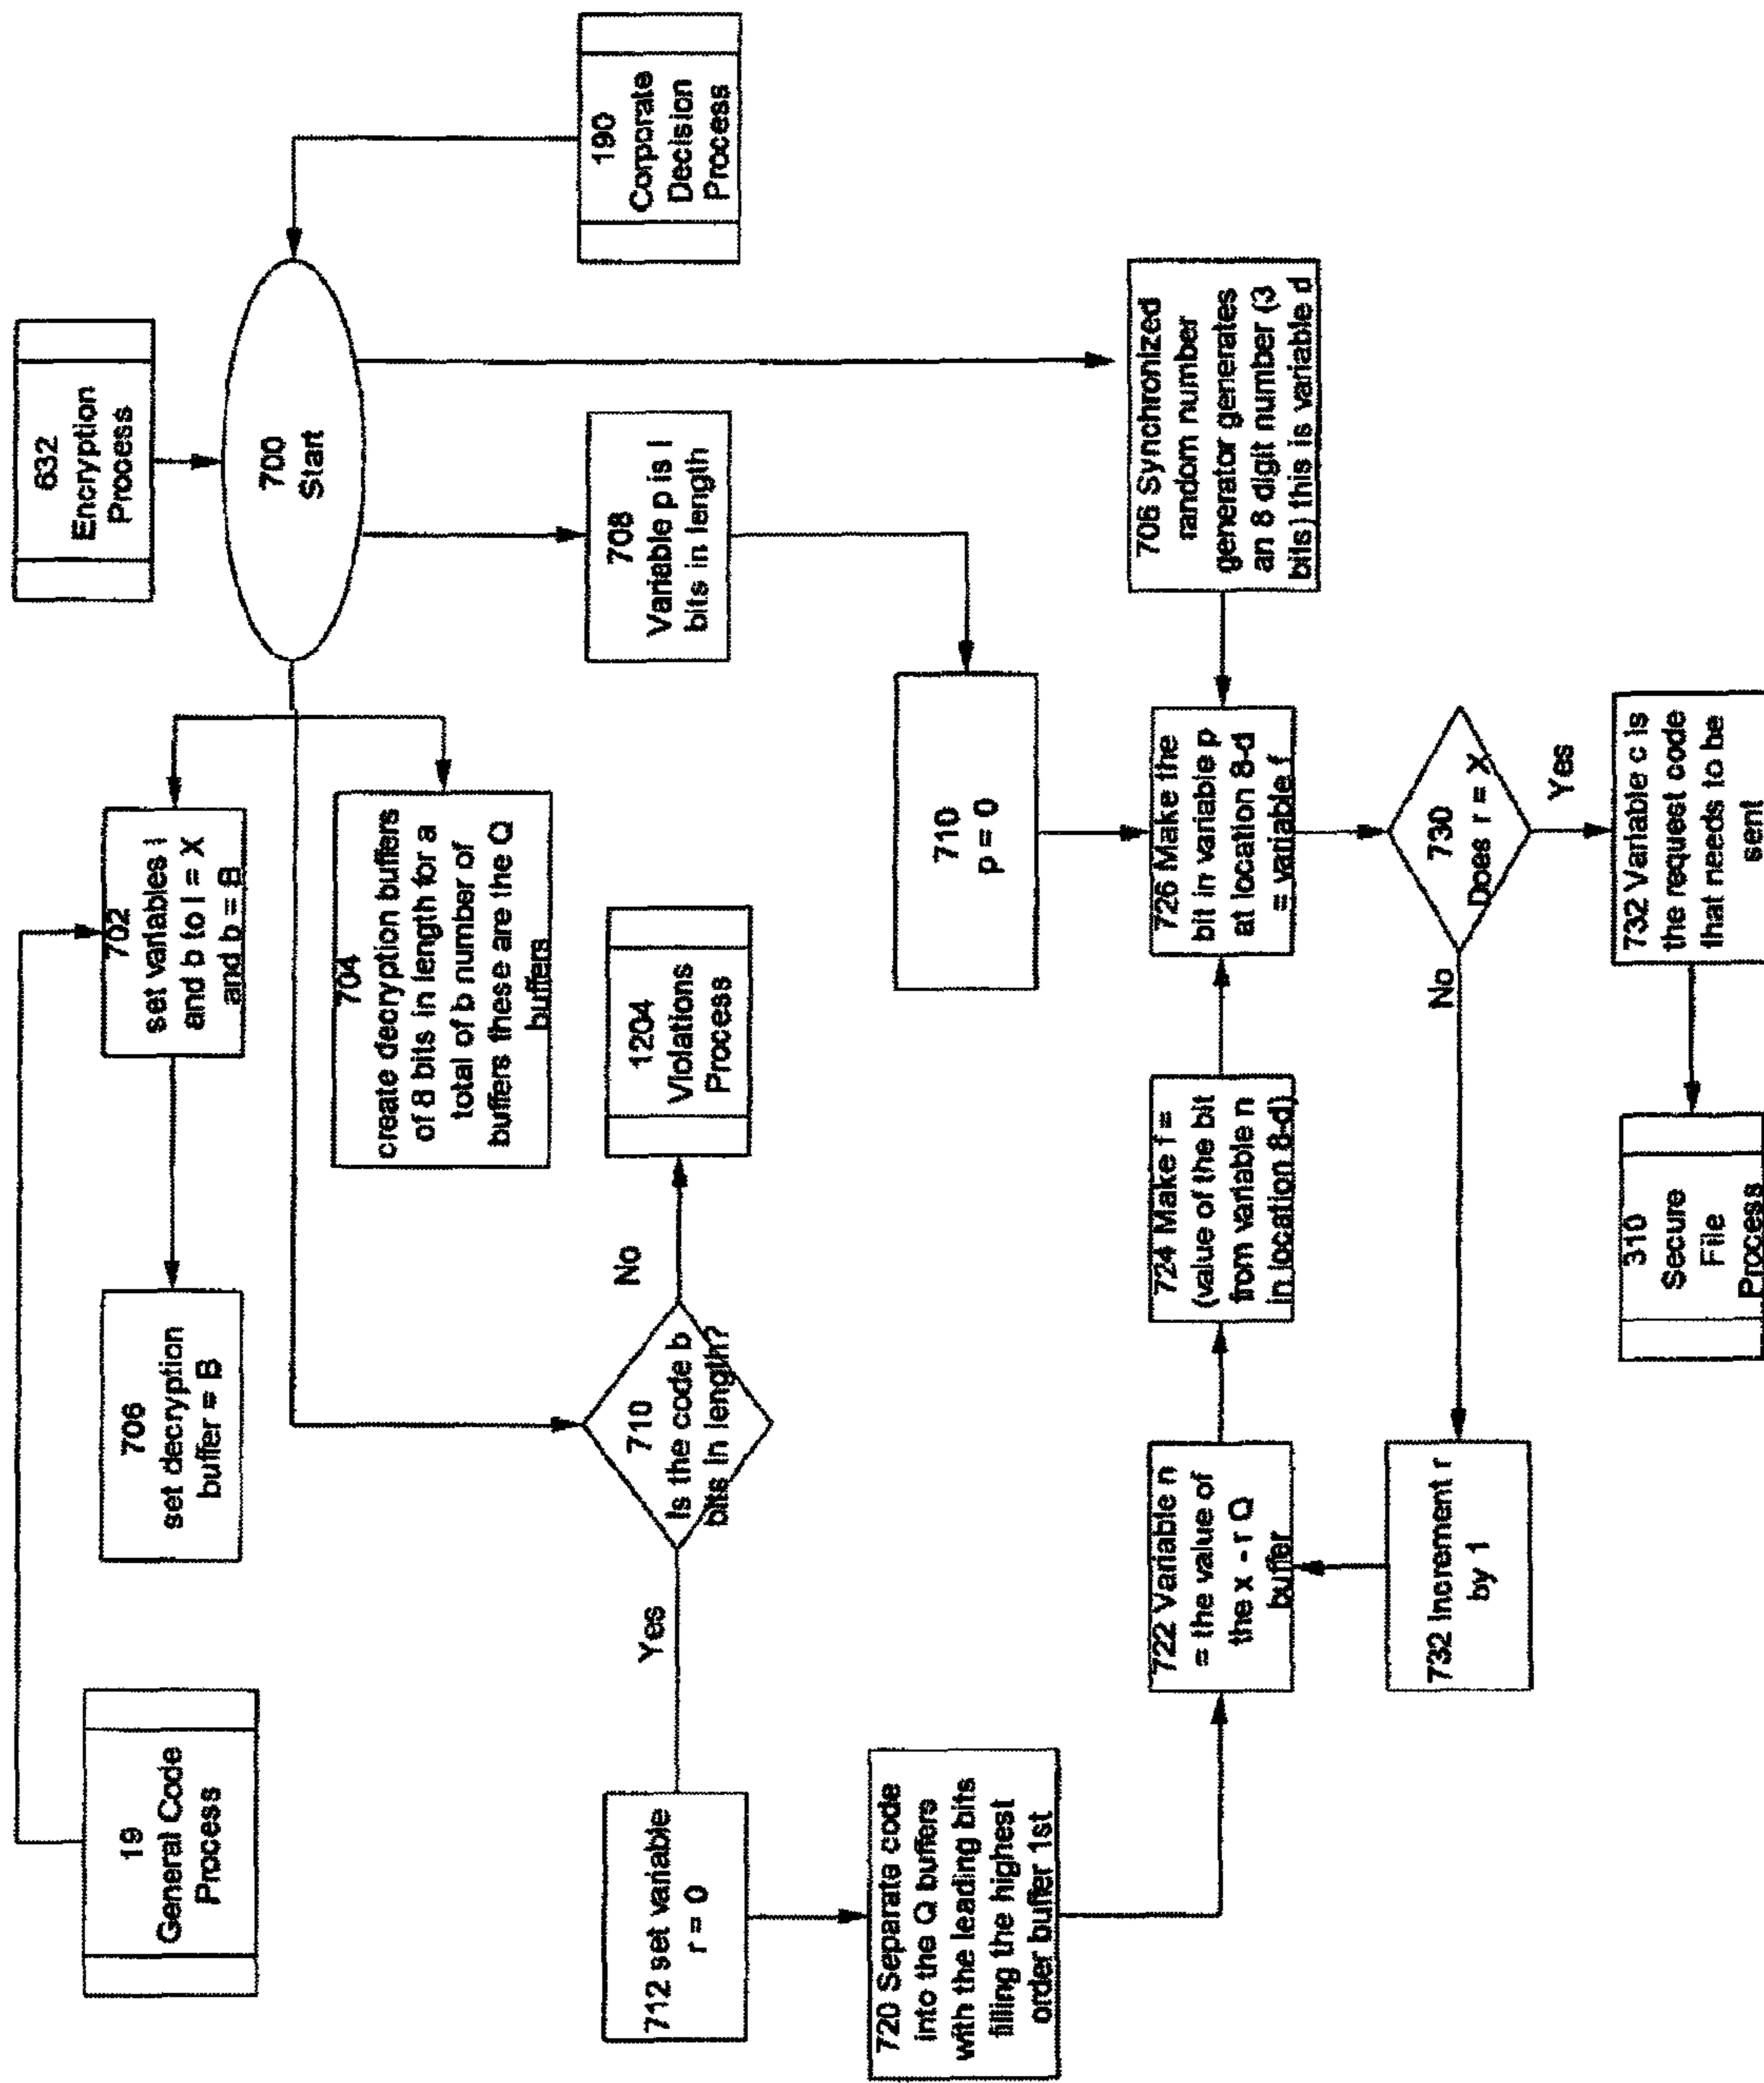 19
General Code
Process
632
Encryption
Process
702
set variables l
and b to l = X
and b = B
706
set decryption
buffer = B
700
Start
704
create decryption buffers
of 8 bits in length for a
total of b number of
buffers these are the Q
buffers
190
Corporate
Decision
Process
708
Variable p is l
bits in length
710
Is the code b
bits in length?
No
Yes
1204
Violations
Process
712 set variable
r = 0
710
p = 0
720 Separate code
into the Q buffers
with the leading bits
filling the highest
order buffer 1st
722 Variable n
= the value of
the x - r Q
buffer
724 Make f =
(value of the bit
from variable n
in location 8-d)
726 Make the
bit in variable p
at location 8-d
= variable f
706 Synchronized
random number
generator generates
an 8 digit number (3
bits) this is variable d
732 Increment r
by 1
No
730
Does r = X
Yes
732 Variable c is
the request code
that needs to be
sent
310
Secure
File
Process